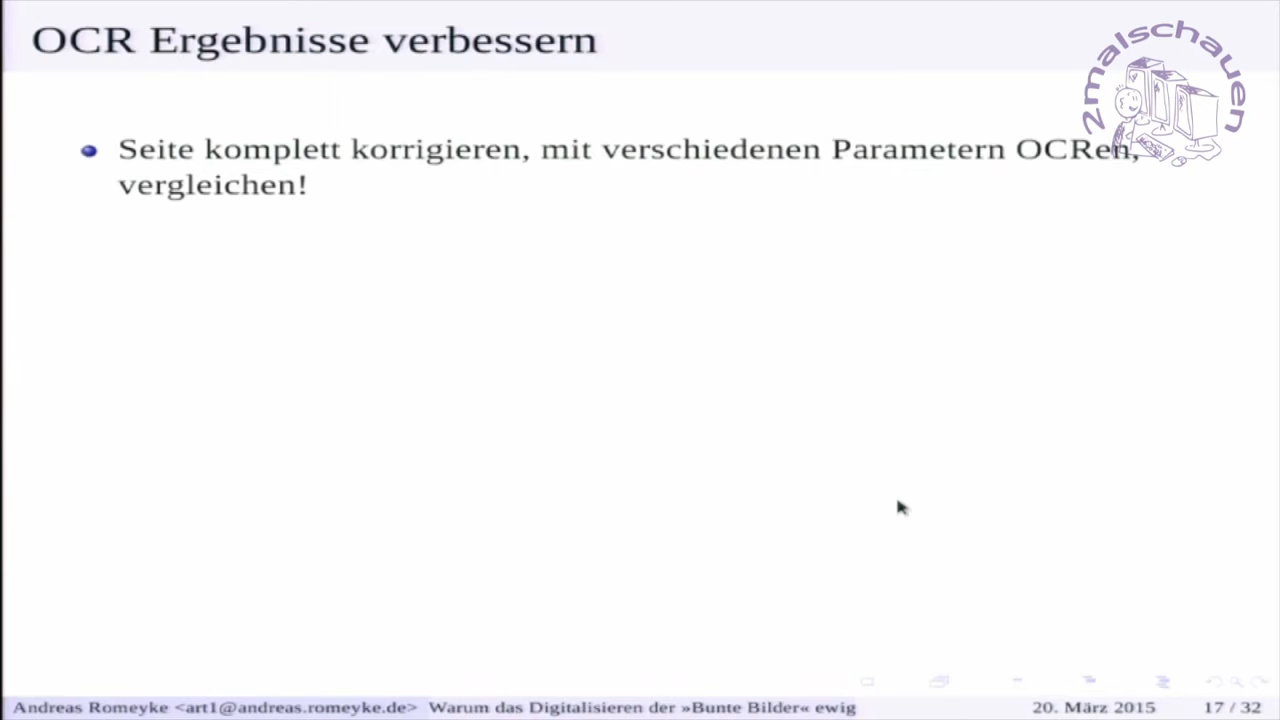 OCR Ergebnisse verbessern
2malschauen
Seite komplett korrigieren, mit verschiedenen Parametern OCRen,
vergleichen!
Andreas Romeyke <art1@andreas.romeyke.de> Warum das Digitalisieren der »Bunte Bilder« ewig 20. März 2015 17 / 32